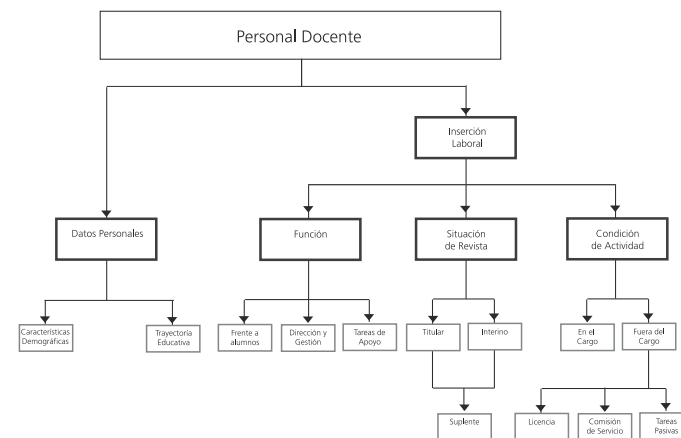 Personal Docente
Inserción
Laboral
Datos Personales
Función
Situación
de Revista
Condición
de Actividad
Características
Demográficas
Trayectoría
Educativa
Frente a
alumnos
Dirección y
Gestión
Tareas de
Apoyo
Titular
Interino
En el
Cargo
Fuera del
Cargo
Suplente
Licencia
Comisión
de Servicio
Tareas
Pasivas